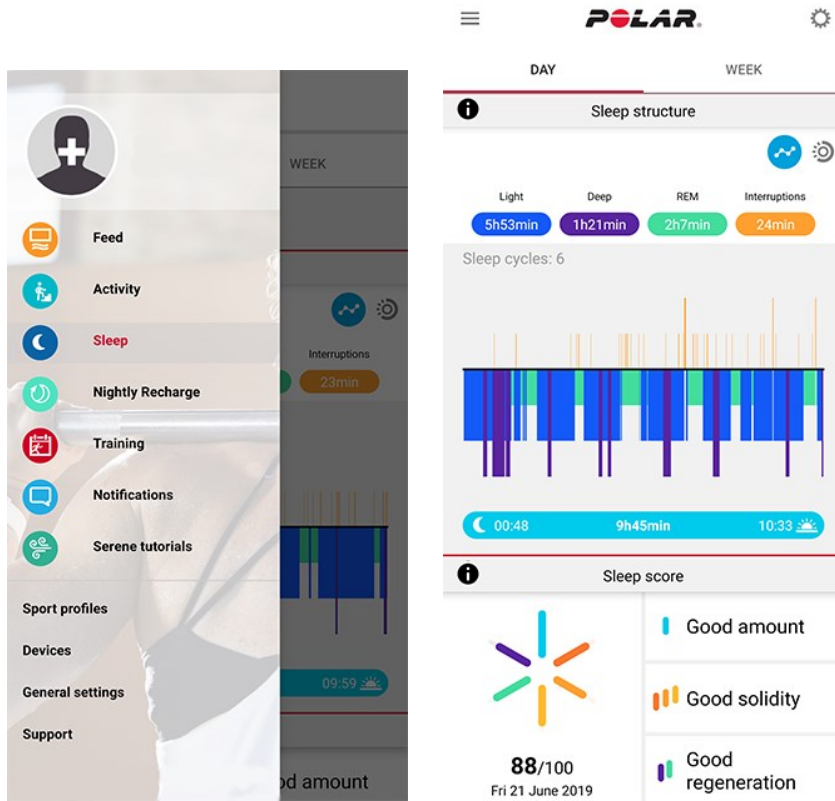 WEEK
Feed
Activity
Sleep
Interruptions
Nightly Recharge
23min
Training
Notifications
Serene tutorials
Sport profiles
Devices
General settings
09:59
Support
od amount
POLAR.
DAY WEEK
Sleep structure
Light Deep REM Interruptions
5h53min 1h21min 2h7min 24min
Sleep cycles: 6
00:48 9h45min 10:33
Sleep score
Good amount
Good solidity
88/100
Fri 21 June 2019
Good
regeneration